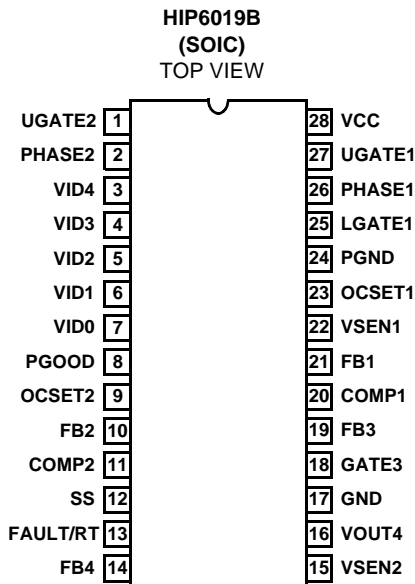 HIP6019B
(SOIC)
TOP VIEW
UGATE2 1 28 VCC
PHASE2 2 27 UGATE1
VID4 3 26 PHASE1
VID3 4 25 LGATE1
VID2 5 24 PGND
VID1 6 23 OCSET1
VID0 7 22 VSEN1
PGOOD 8 21 FB1
OCSET2 9 20 COMP1
FB2 10 19 FB3
COMP2 11 18 GATE3
SS 12 17 GND
FAULT/RT 13 16 VOUT4
FB4 14 15 VSEN2